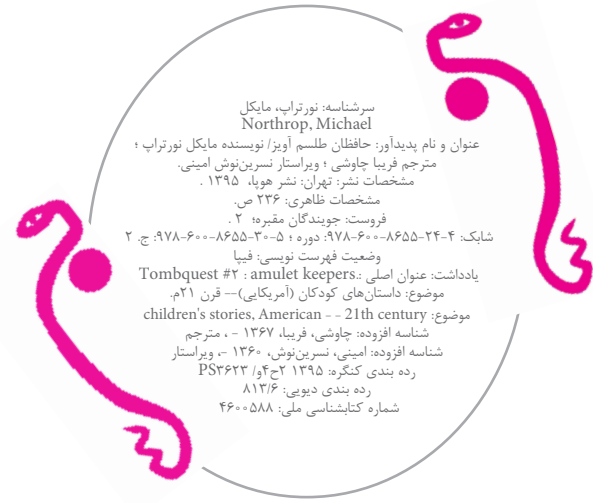 سرشناسه: نورتراپ، مایکل
Northrop, Michael
عنوان و نام پدیدآور: حافظان طلسم آویز/ نویسنده مایکل نورتراپ ؛
مترجم فریبا چاوشی ؛ ویراستار نسرین‌نوش امینی.
مشخصات نشر: تهران: نشر هوپا، ۱۳۹۵ .
مشخصات ظاهری: ۲۳۶ ص.
فروست: جویندگان مقبره؛ ۲ .
شابک: ۴-۲۴-۸۶۵۵-۶۰۰-۹۷۸: دوره ؛ ۵-۳۰-۸۶۵۵-۶۰۰-۹۷۸: ج. ۲
وضعیت فهرست نویسی: فیپا
یادداشت: عنوان اصلی :.Tombquest #۲ : amulet keepers
موضوع: داستان‌های کودکان (آمریکایی)-- قرن ۲۱م.
موضوع: children's stories, American - - 21th century
شناسه افزوده: چاوشی، فریبا، ۱۳۶۷ - ، مترجم
شناسه افزوده: امینی، نسرین‌نوش، ۱۳۶۰ -، ویراستار
رده بندی کنگره: ۱۳۹۵ ۲ح۴و/ PS۳۶۲۳
رده بندی دیویی: ۸۱۳/۶
شماره کتابشناسی ملی: ۴۶۰۰۵۸۸